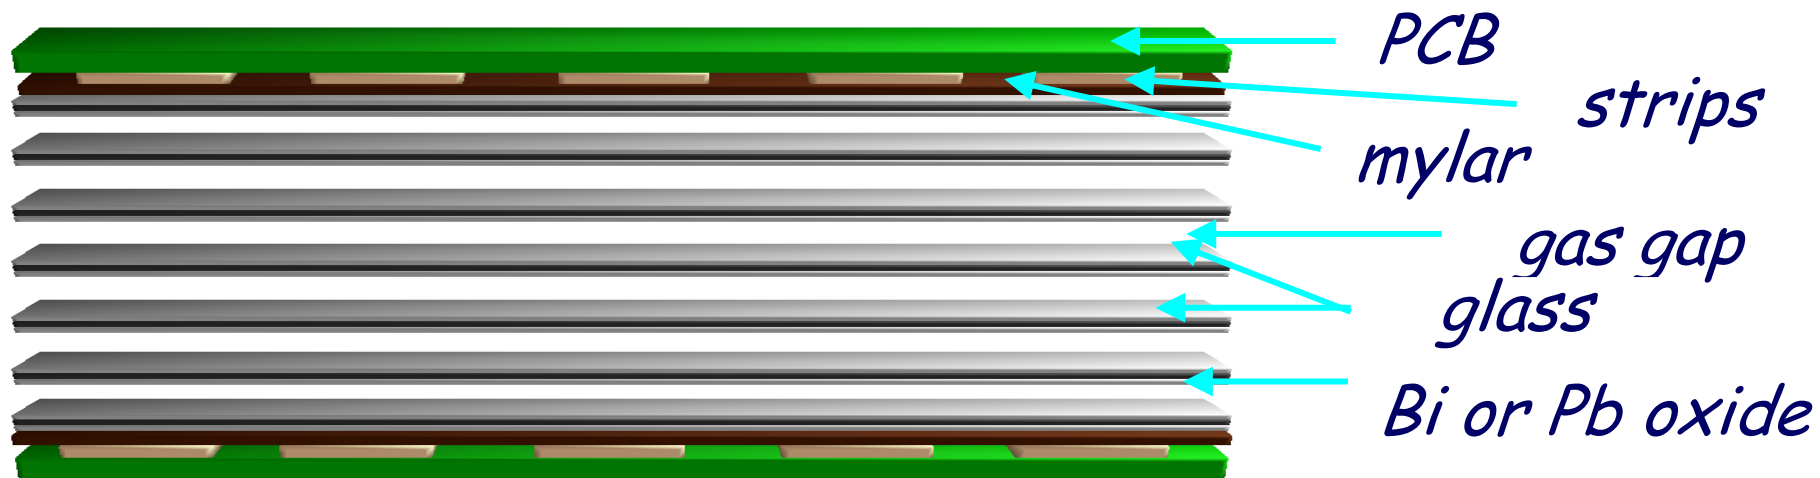 PCB
strips
mylar
gas gap
glass
Bi or Pb oxide